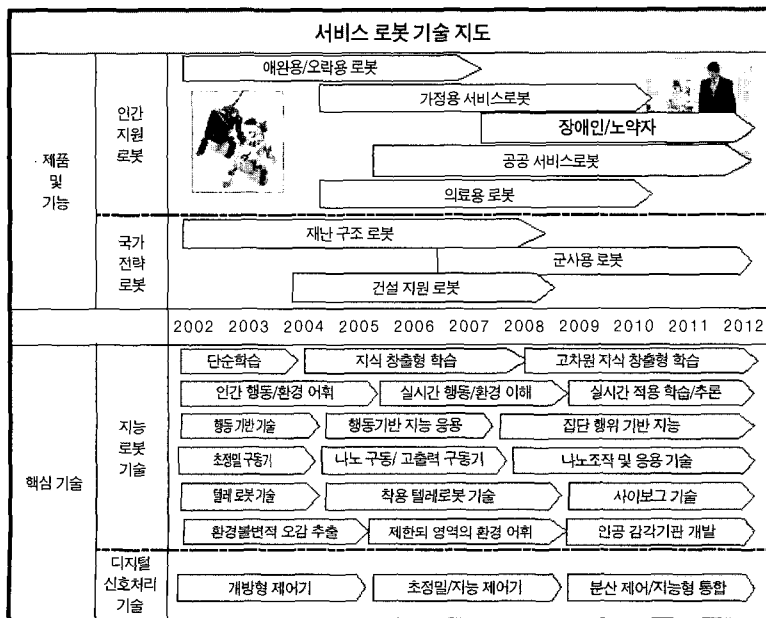 서비스 로봇 기술 지도
제품
및
기능
인간
지원
로봇
애완용/오락용 로봇
가정용 서비스로봇
장애인/노약자
공공 서비스로봇
의료용 로봇
국가
전략
로봇
재난 구조 로봇
군사용 로봇
건설 지원 로봇
2002 2003 2004 2005 2006 2007 2008 2009 2010 2011 2012
핵심 기술
지능
로봇
기술
단순학습 지식 창출형 학습 고차원 지식 창출형 학습
인간 행동/환경 어휘 실시간 행동/환경 이해 실시간 적용 학습/추론
행동 기반 기술 행동기반 지능 응용 집단 행위 기반 지능
초정밀 구동기 나노 구동/ 고출력 구동기 나노조작 및 응용 기술
텔레 로봇 기술 착용 텔레로봇 기술 사이보그 기술
환경불변적 오감 추출 제한되 영역의 환경 어휘 인공 감각기관 개발
디지털
신호처리
기술
개방형 제어기 초정밀/지능 제어기 분산 제어/지능형 통합